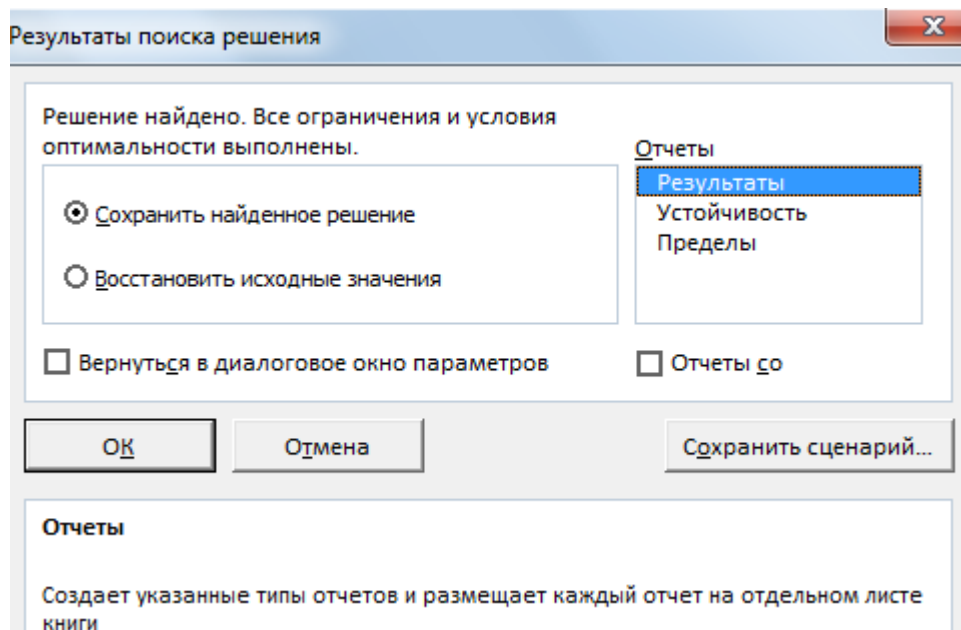 Результаты поиска решения
Решение найдено. Все ограничения и условия
оптимальности выполнены.
Отчеты
Результаты
Устойчивость
Пределы
Сохранить найденное решение
Восстановить исходные значения
Вернуться в диалоговое окно параметров
Отчеты со
ОК
Отмена
Сохранить сценарий...
Отчеты
Создает указанные типы отчетов и размещает каждый отчет на отдельном листе
книги